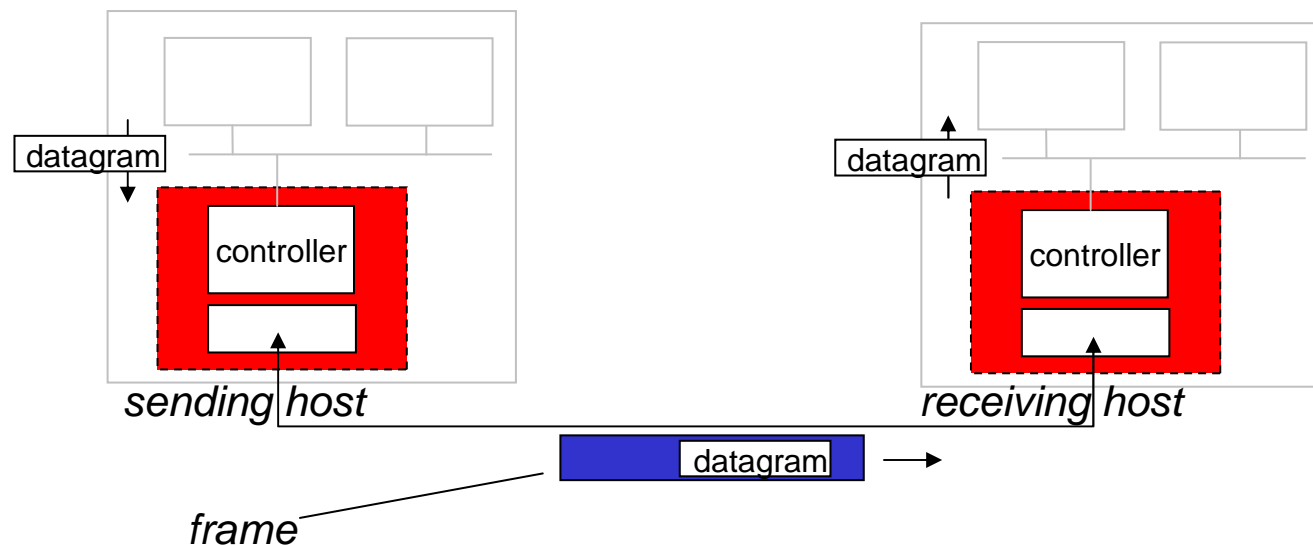 datagram
controller
sending host
datagram
controller
receiving host
datagram
frame